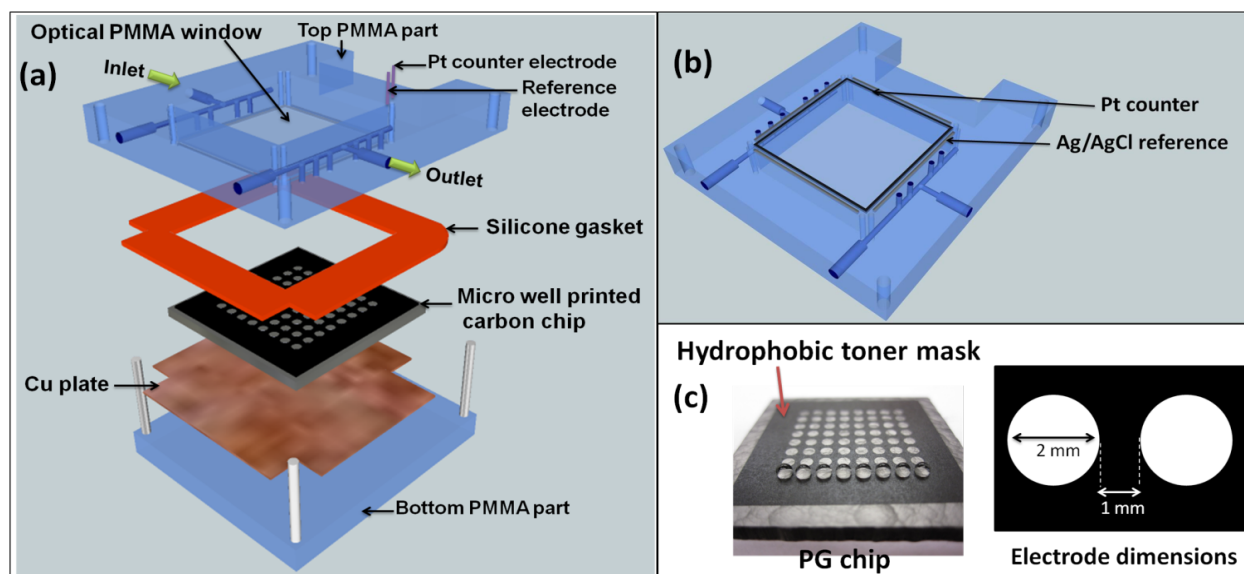 (a)
Optical PMMA window
Top PMMA part
Inlet
Pt counter electrode
Reference
electrode
Outlet
Silicone gasket
Micro well printed
carbon chip
Cu plate
Bottom PMMA part
(b)
Pt counter
Ag/AgCl reference
Hydrophobic toner mask
(c)
2 mm
1 mm
PG chip
Electrode dimensions